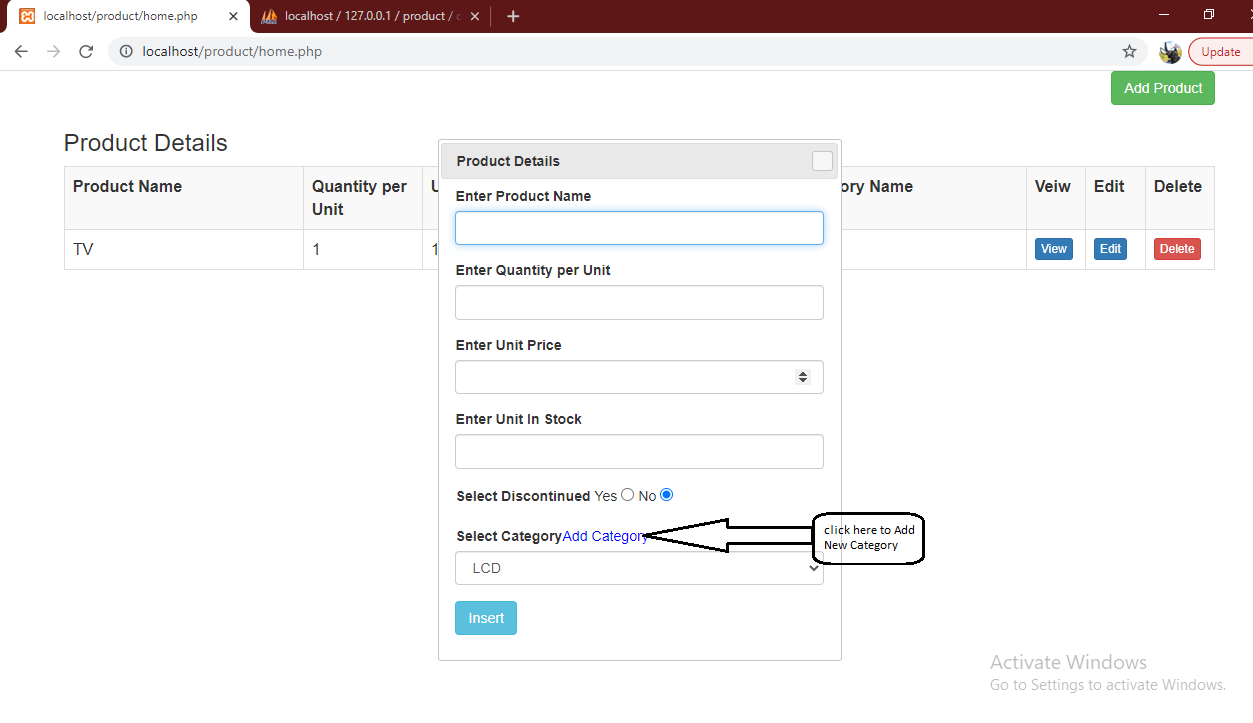 localhost/product/home.php
localhost / 127.0.0.1 / product /
localhost/product/home.php
Update
Add Product
Product Details
Product Name
Quantity per
Unit
ory Name
Veiw
Edit
Delete
TV
1
1
View
Edit
Delete
Product Details
Enter Product Name
Enter Quantity per Unit
Enter Unit Price
Enter Unit In Stock
Select Discontinued Yes No
Select CategoryAdd Category
click here to Add
New Category
LCD
Insert
Activate Windows
Go to Settings to activate Windows.